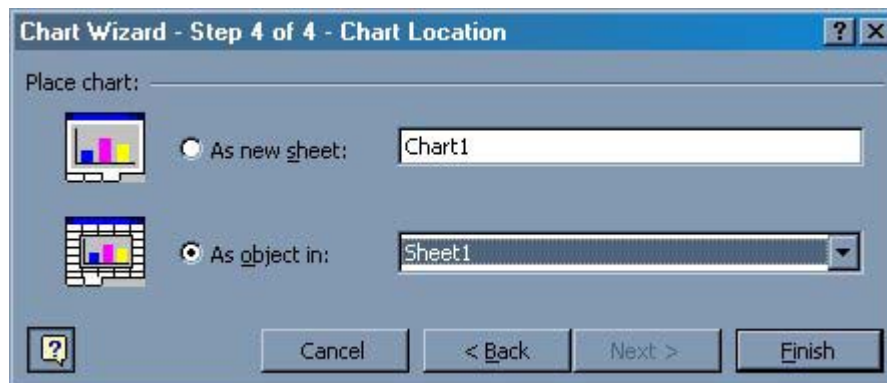 Chart Wizard - Step 4 of 4 - Chart Location
Place chart:
As new sheet: Chart1
As object in: Sheet1
Cancel < Back Next > Finish